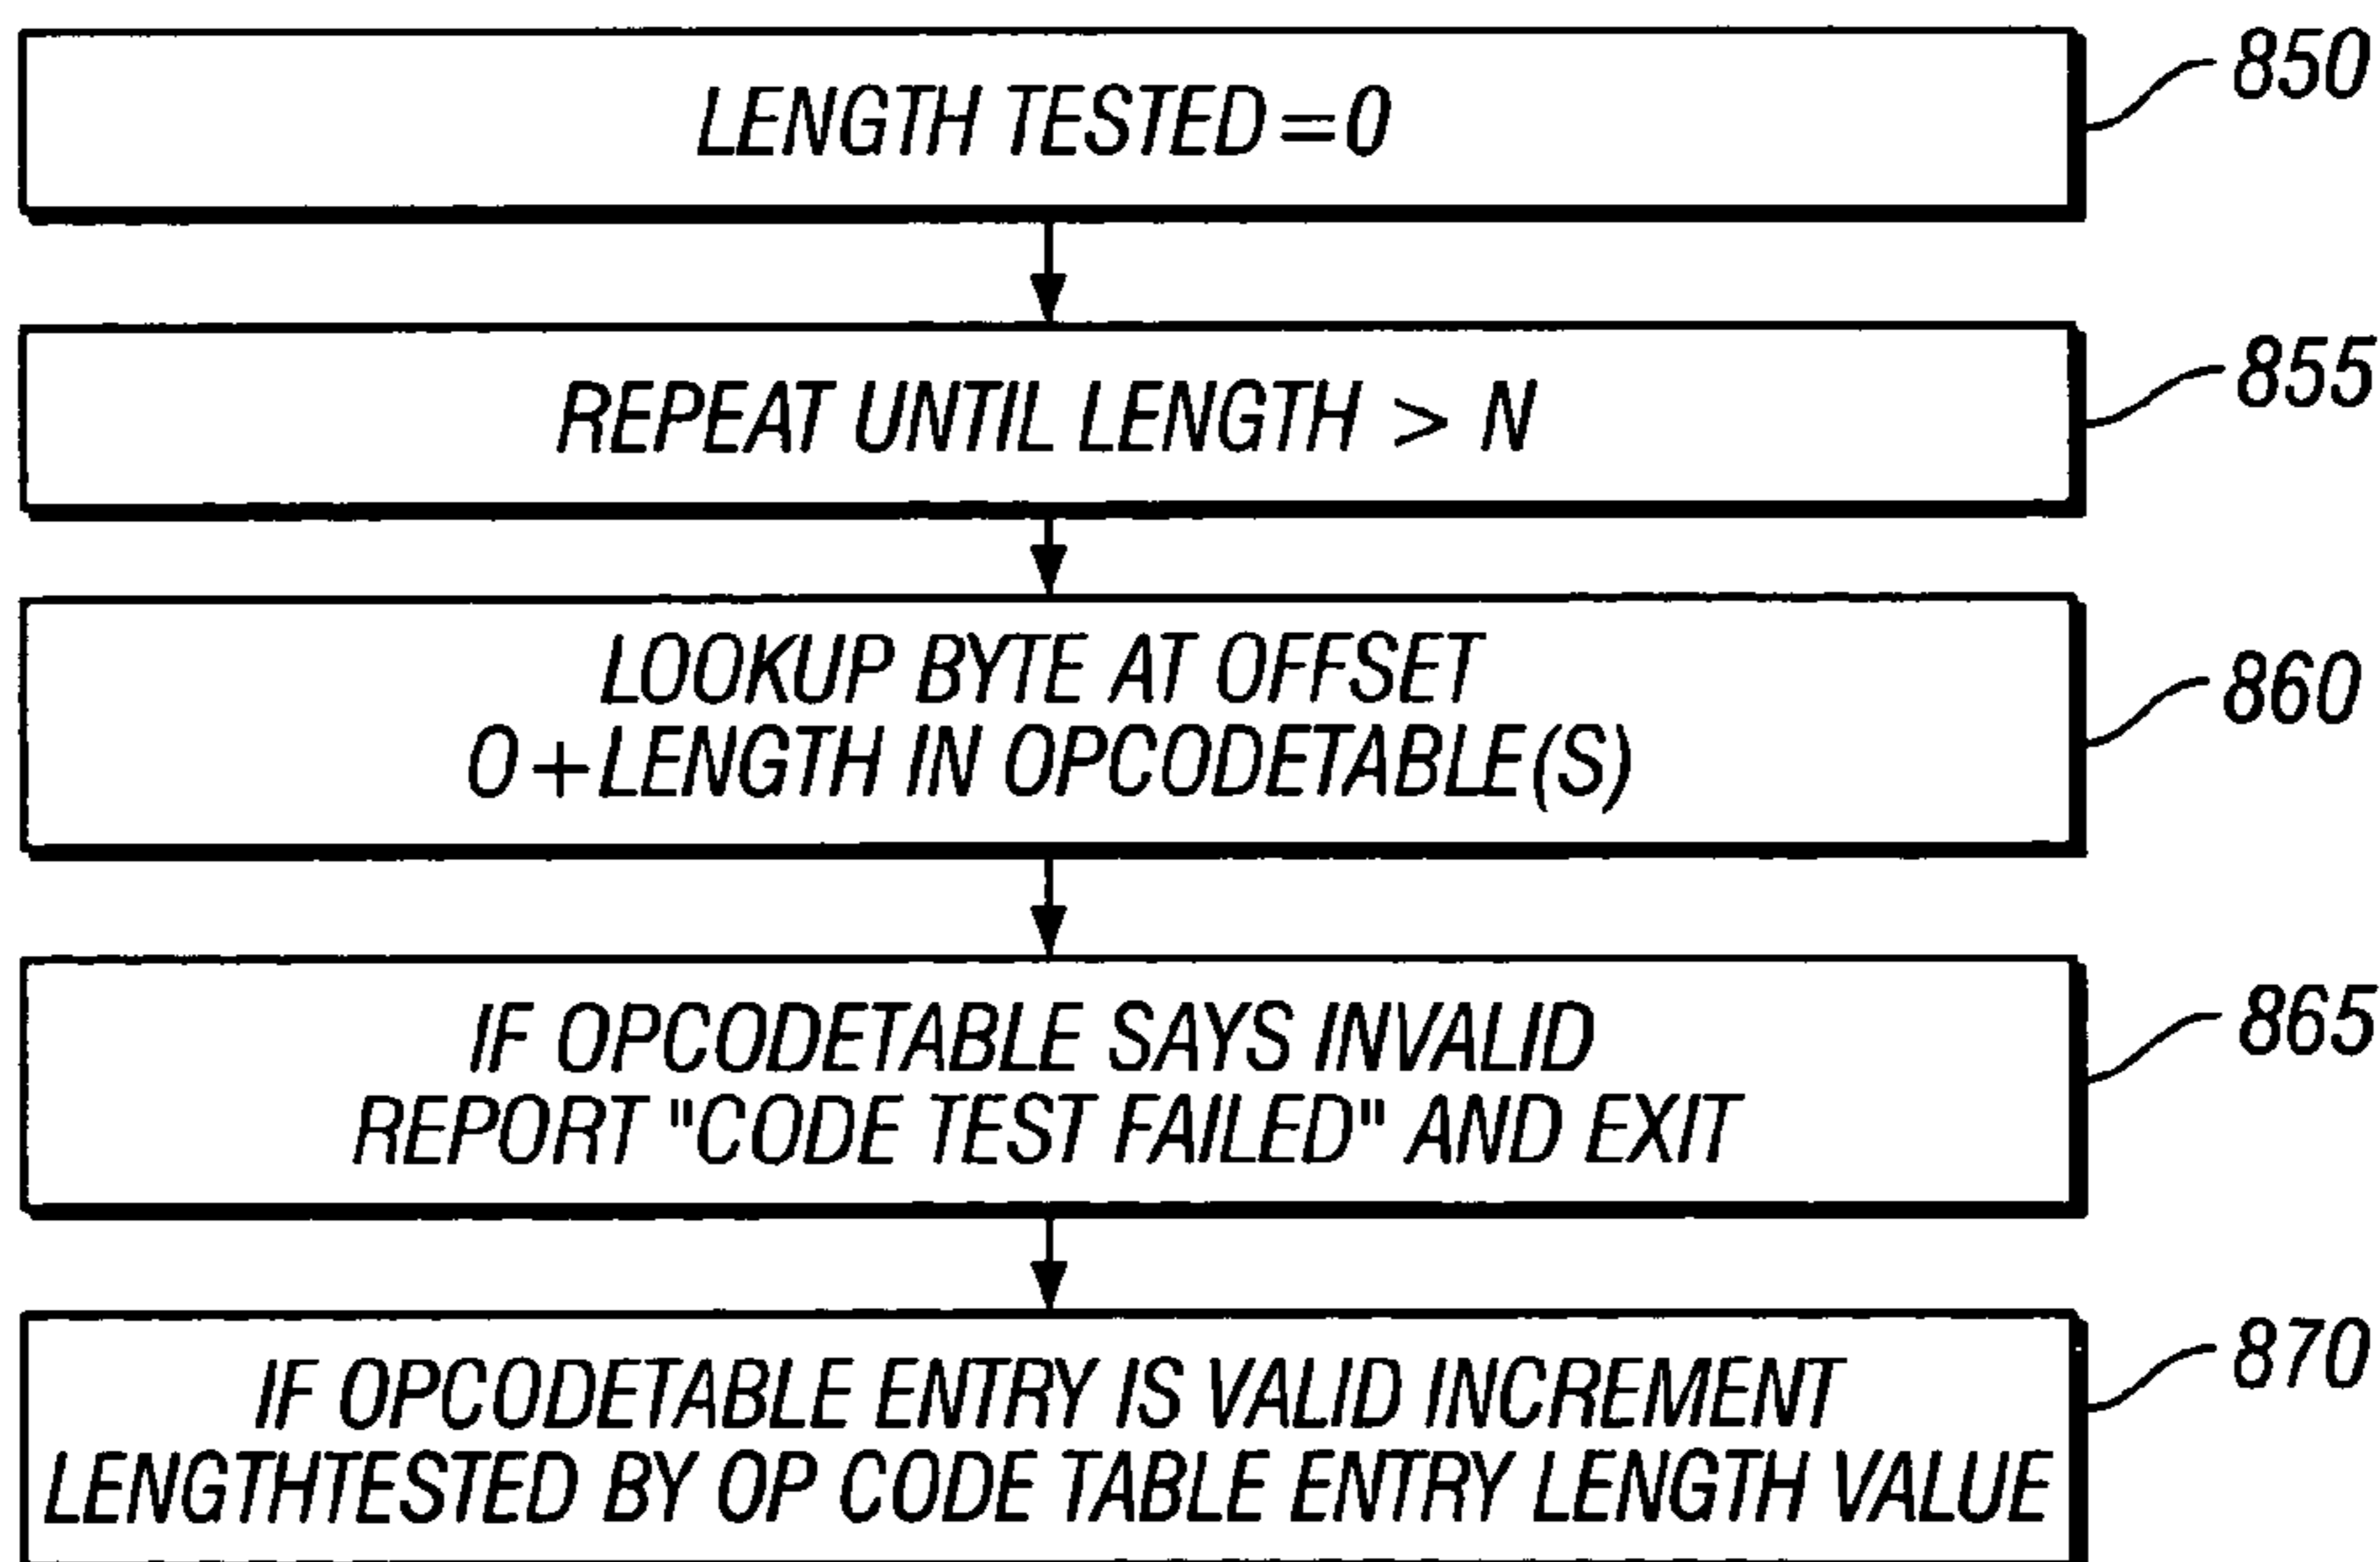 LENGTH TESTED=0
850
REPEAT UNTIL LENGTH > N
855
LOOKUP BYTE AT OFFSET
O+LENGTH IN OPCODETABLE(S)
860
IF OPCODETABLE SAYS INVALID
REPORT "CODE TEST FAILED" AND EXIT
865
IF OPCODETABLE ENTRY IS VALID INCREMENT
LENGTHTESTED BY OP CODE TABLE ENTRY LENGTH VALUE
870